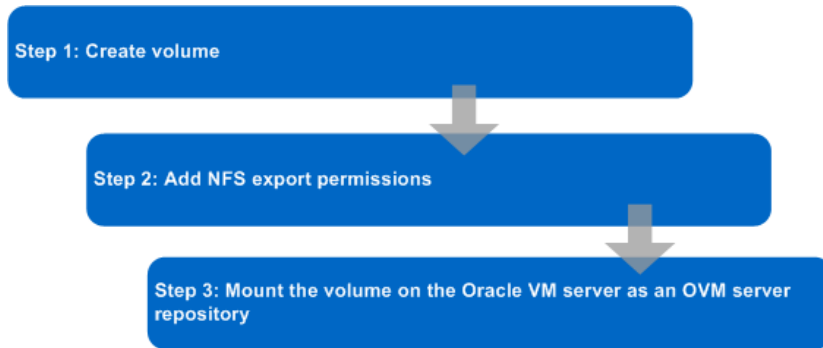 Step 1: Create volume
Step 2: Add NFS export permissions
Step 3: Mount the volume on the Oracle VM server as an OVM server
repository